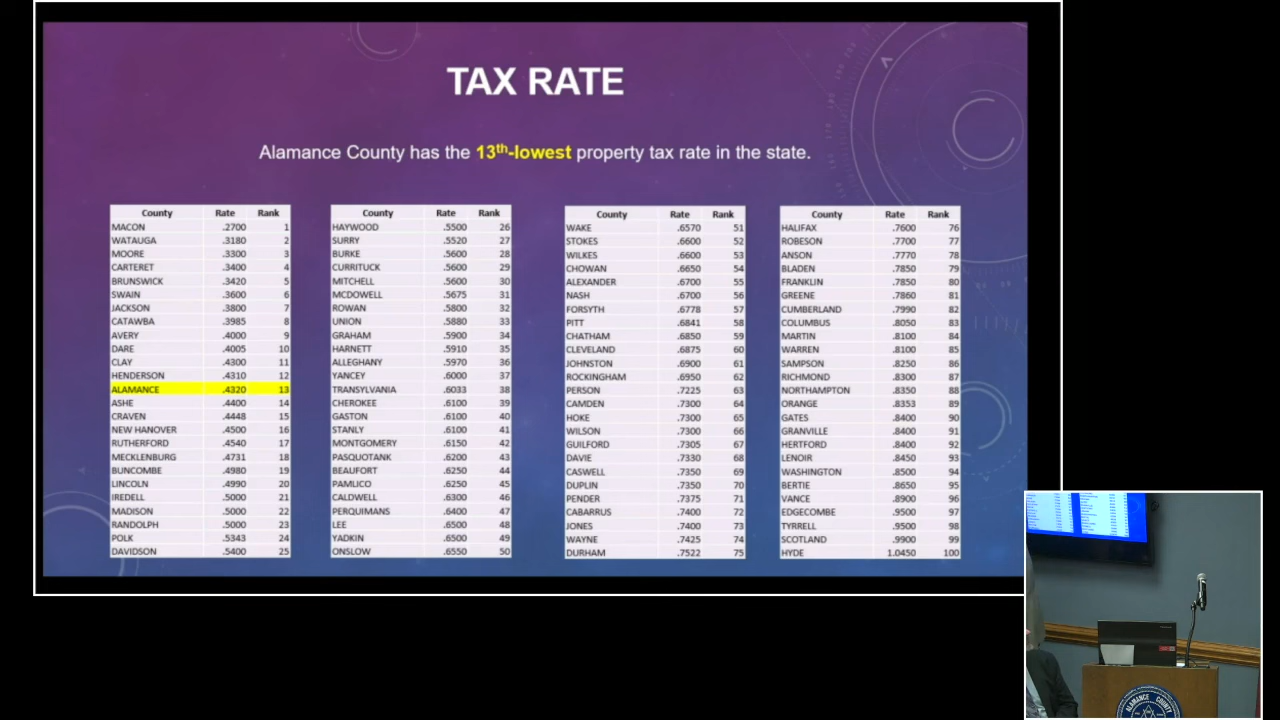 TAX RATE
Alamance County has the 13th-lowest property tax rate in the state.
County Rate Rank
MACON .2700 1
WATAUGA .3180 2
MOORE .3300 3
CARTERET .3400 4
BRUNSWICK .3420 5
SWAIN .3600 6
JACKSON .3800 7
CATAWBA .3985 8
AVERY .4000 9
DARE .4005 10
CLAY .4300 11
HENDERSON .4310 12
ALAMANCE .4320 13
ASHE .4400 14
CRAVEN .4448 15
NEW HANOVER .4500 16
RUTHERFORD .4540 17
MECKLENBURG .4731 18
BUNCOMBE .4980 19
LINCOLN .4990 20
IREDELL .5000 21
MADISON .5000 22
RANDOLPH .5000 23
POLK .5343 24
DAVIDSON .5400 25
County Rate Rank
HAYWOOD .5500 26
SURRY .5520 27
BURKE .5600 28
CURRITUCK .5600 29
MITCHELL .5600 30
MCDOWELL .5675 31
ROWAN .5800 32
UNION .5880 33
GRAHAM .5900 34
HARNETT .5910 35
ALLEGHANY .5970 36
YANCEY .6000 37
TRANSYLVANIA .6033 38
CHEROKEE .6100 39
GASTON .6100 40
STANLY .6100 41
MONTGOMERY .6150 42
PASQUOTANK .6200 43
BEAUFORT .6250 44
PAMLICO .6250 45
CALDWELL .6300 46
PERQUIMANS .6400 47
LEE .6500 48
YADKIN .6500 49
ONSLOW .6550 50
County Rate Rank
WAKE .6570 51
STOKES .6600 52
WILKES .6600 53
CHOWAN .6650 54
ALEXANDER .6700 55
NASH .6700 56
FORSYTH .6778 57
PITT .6841 58
CHATHAM .6850 59
CLEVELAND .6875 60
JOHNSTON .6900 61
ROCKINGHAM .6950 62
PERSON .7225 63
CAMDEN .7300 64
HOKE .7300 65
WILSON .7300 66
GUILFORD .7305 67
DAVIE .7330 68
CASWELL .7350 69
DUPLIN .7350 70
PENDER .7375 71
CABARRUS .7400 72
JONES .7400 73
WAYNE .7425 74
DURHAM .7522 75
County Rate Rank
HALIFAX .7600 76
ROBESON .7700 77
ANSON .7770 78
BLADEN .7850 79
FRANKLIN .7850 80
GREENE .7860 81
CUMBERLAND .7990 82
COLUMBUS .8050 83
MARTIN .8100 84
WARREN .8100 85
SAMPSON .8250 86
RICHMOND .8300 87
NORTHAMPTON .8350 88
ORANGE .8353 89
GATES .8400 90
GRANVILLE .8400 91
HERTFORD .8400 92
LENOIR .8450 93
WASHINGTON .8500 94
BERTIE .8650 95
VANCE .8900 96
EDGECOMBE .9500 97
TYRRELL .9500 98
SCOTLAND .9900 99
HYDE 1.0450 100
ALAMANCE COUNTY